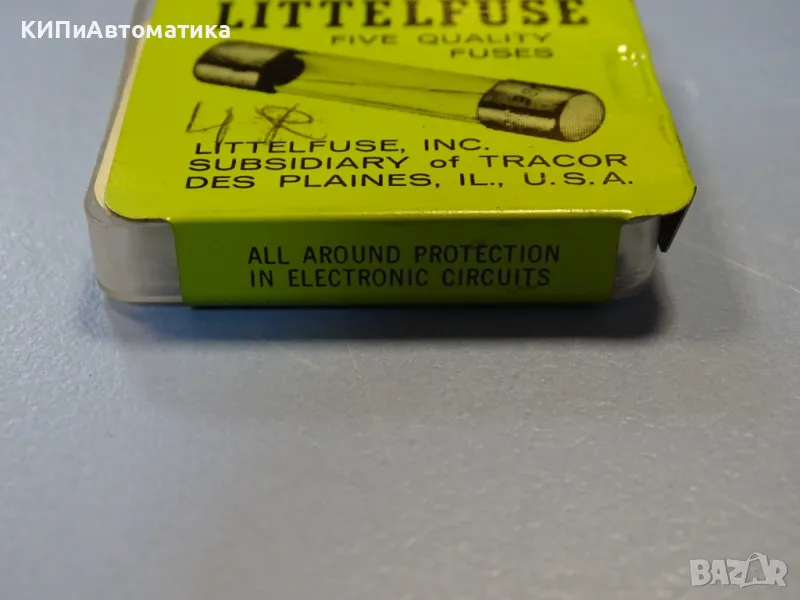 КИПиАвтоматика
LITTELFUSE
FIVE QUALITY
FUSES
LITTELFUSE, INC.
SUBSIDIARY of TRACOR
DES PLAINES, IL., U.S.A.
ALL AROUND PROTECTION
IN ELECTRONIC CIRCUITS
BAZAR